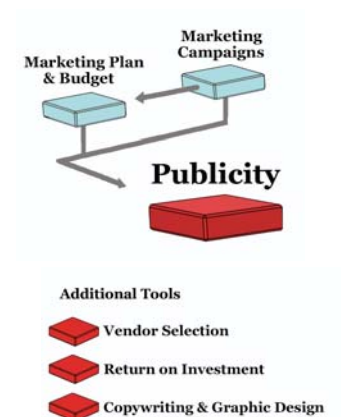 Marketing
Campaigns
Marketing Plan
& Budget
Publicity
Additional Tools
Vendor Selection
Return on Investment
Copywriting & Graphic Design